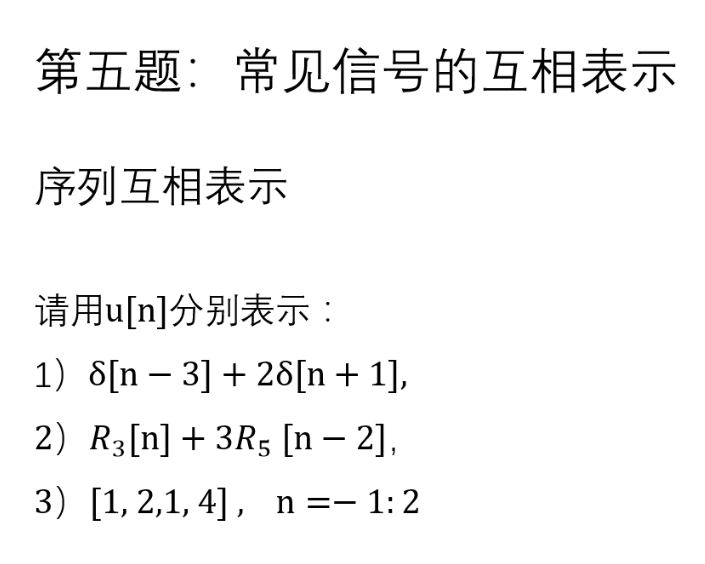 第五题：常见信号的互相表示
序列互相表示
请用u[n]分别表示：
1）δ[n − 3] + 2δ[n + 1],
2）R₃[n] + 3R₅ [n − 2],
3）[1, 2,1, 4] , n =− 1: 2